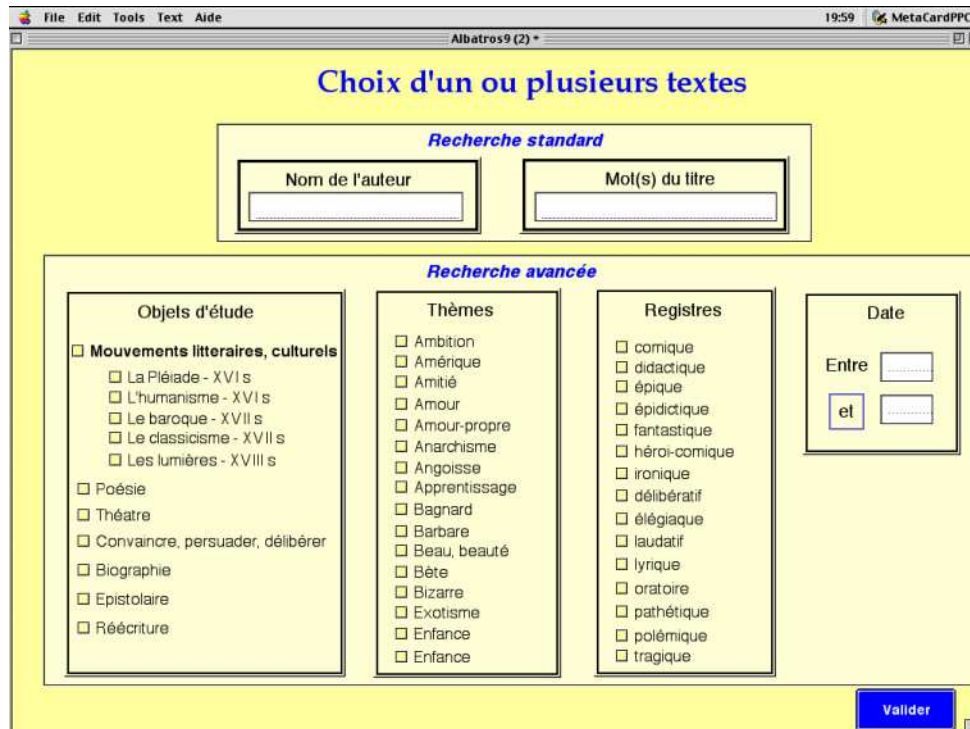 File Edit Tools Text Aide 19:59 MetaCardPPC
Albatros9 (2) *
Choix d'un ou plusieurs textes
Recherche standard
Nom de l'auteur
Mot(s) du titre
Recherche avancée
Objets d'étude
Mouvements litteraires, culturels
La Pléiade - XVI s
L'humanisme - XVI s
Le baroque - XVII s
Le classicisme - XVII s
Les lumières - XVIII s
Poésie
Théatre
Convaincre, persuader, délibérer
Biographie
Epistolaire
Réécriture
Thèmes
Ambition
Amérique
Amitié
Amour
Amour-propre
Anarchisme
Angoisse
Apprentissage
Bagnard
Barbare
Beau, beauté
Bète
Bizarre
Exotisme
Enfance
Enfance
Registres
comique
didactique
épique
épidictique
fantastique
héroi-comique
ironique
délibératif
élégiaque
laudatif
lyrique
oratoire
pathétique
polémique
tragique
Date
Entre
et
Valider